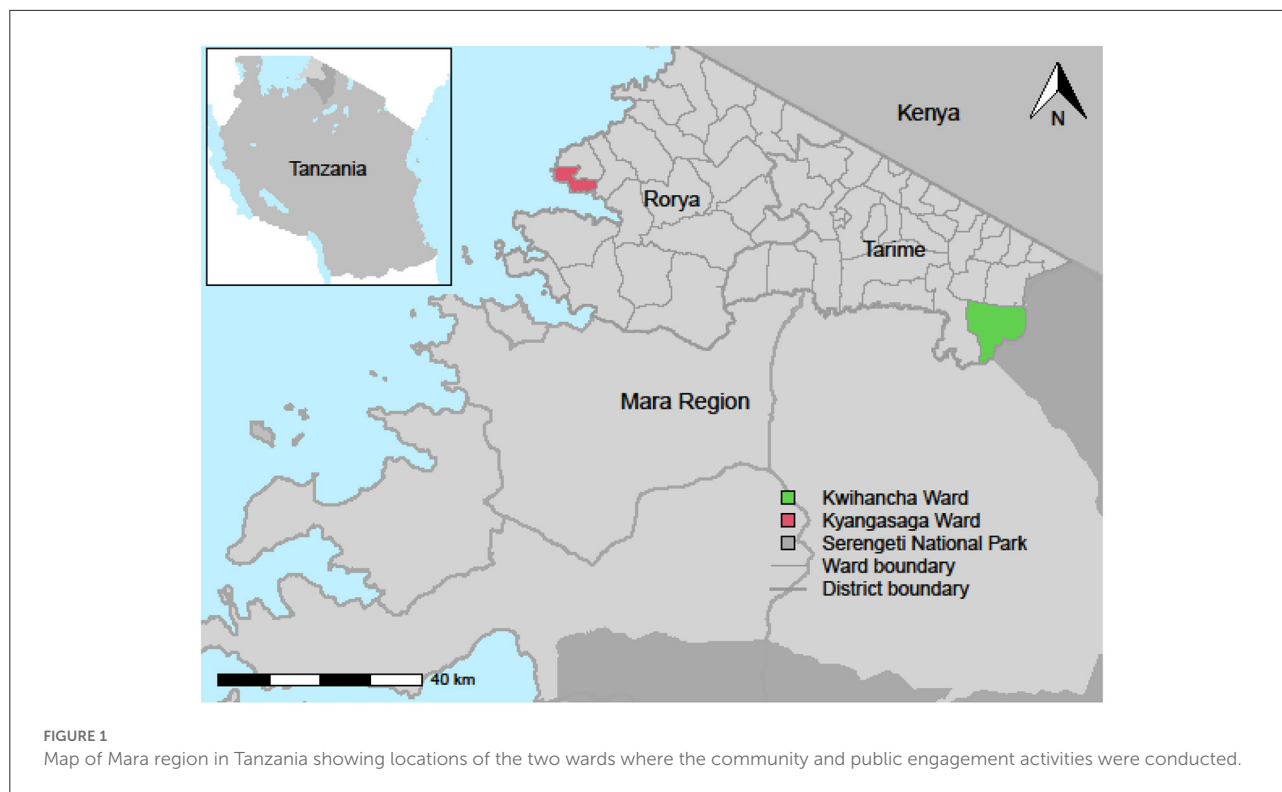 Tanzania
Kenya
N
Rorya
Tarime
Mara Region
Kwihancha Ward
Kyangasaga Ward
Serengeti National Park
Ward boundary
District boundary
40 km
FIGURE 1
Map of Mara region in Tanzania showing locations of the two wards where the community and public engagement activities were conducted.